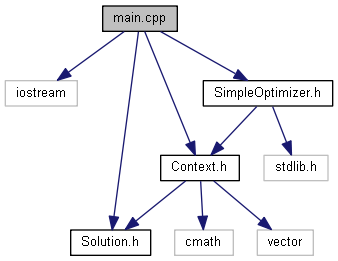 main.cpp
iostream
SimpleOptimizer.h
Context.h
stdlib.h
Solution.h
cmath
vector